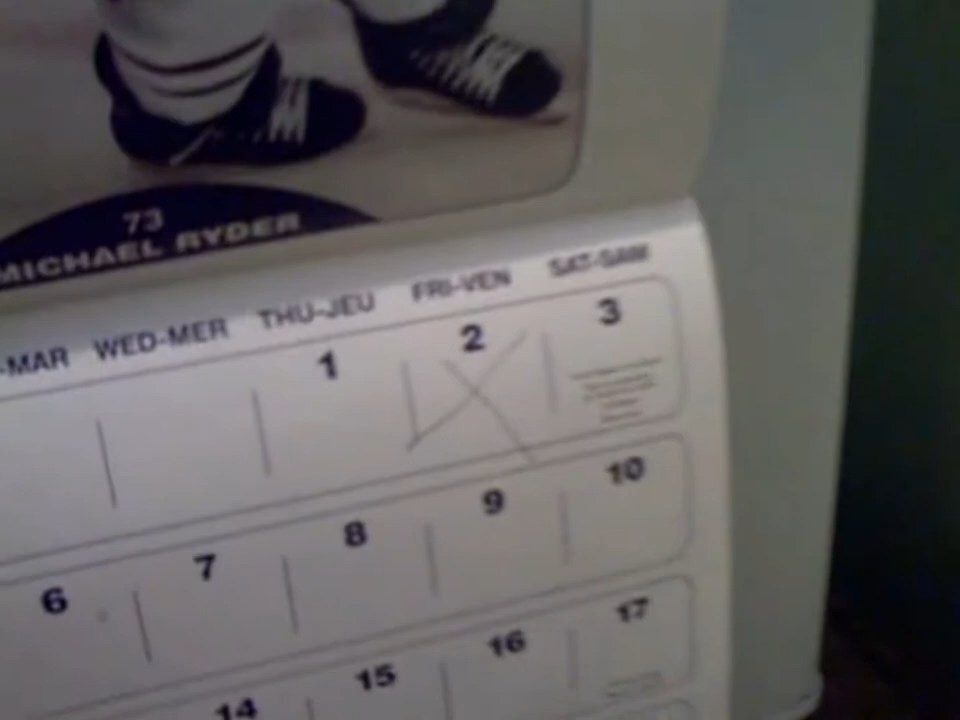 73
MICHAEL RYDER
-MAR WED-MER THU-JEU FRI-VEN SAT-SAM
1 2 3
6 7 8 9 10
14 15 16 17